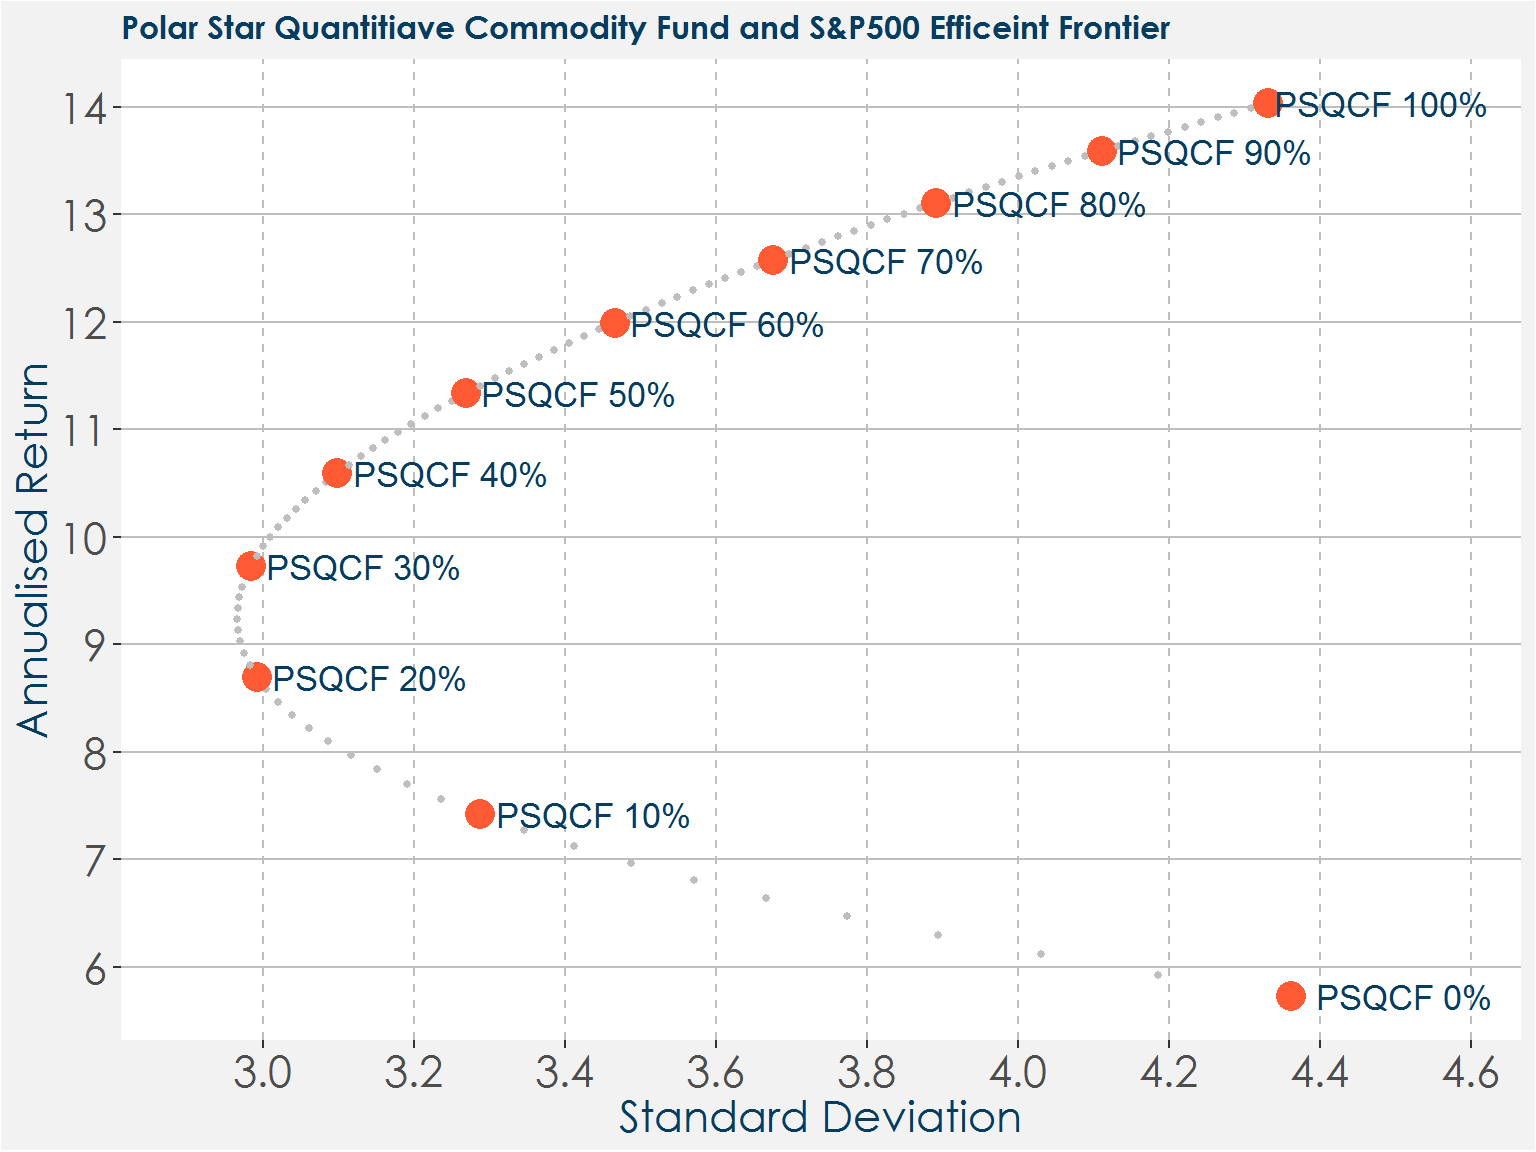 Polar Star Quantitiave Commodity Fund and S&P500 Efficeint Frontier
Annualised Return
14
13
12
11
10
9
8
7
6
PSQCF 100%
PSQCF 90%
PSQCF 80%
PSQCF 70%
PSQCF 60%
PSQCF 50%
PSQCF 40%
PSQCF 30%
PSQCF 20%
PSQCF 10%
PSQCF 0%
3.0 3.2 3.4 3.6 3.8 4.0 4.2 4.4 4.6
Standard Deviation